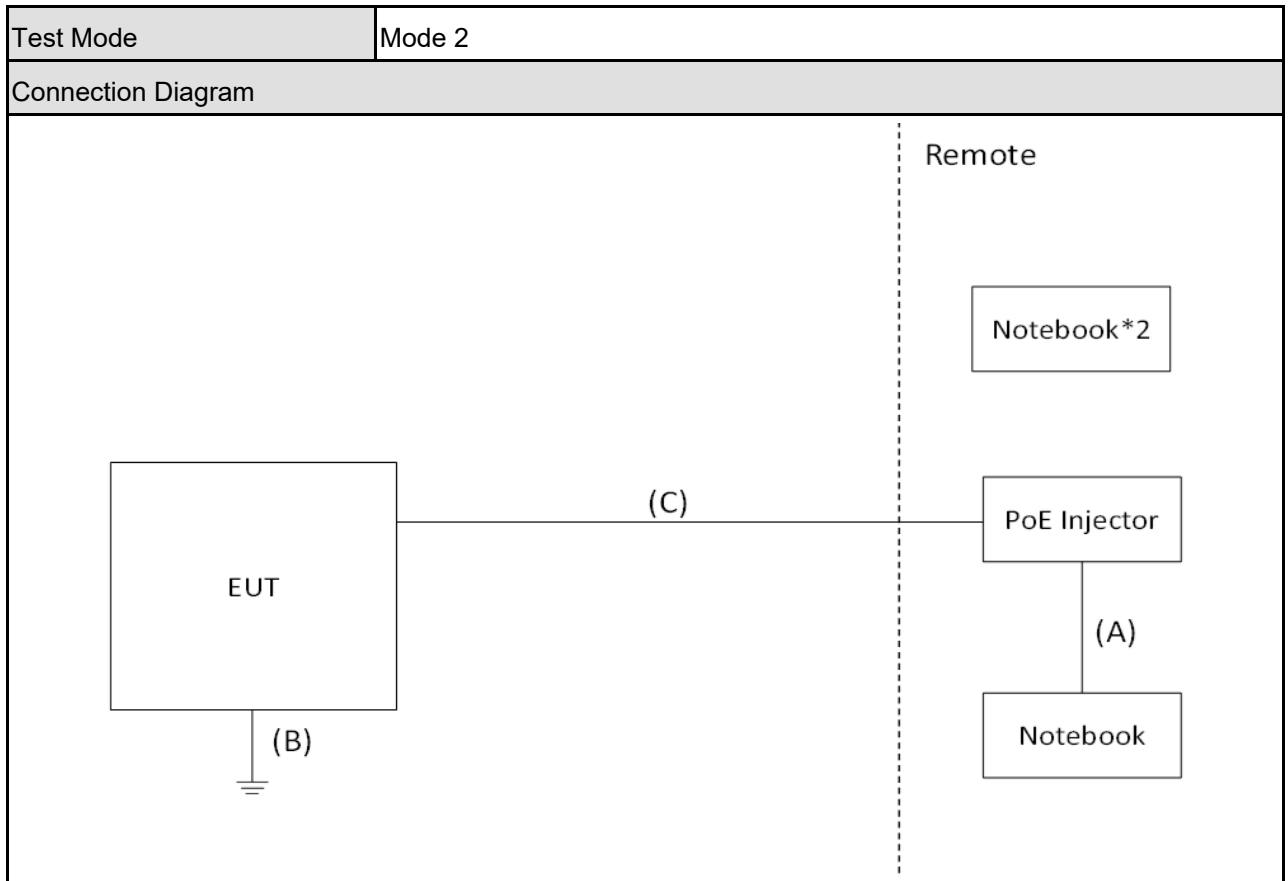 Test Mode
Mode 2
Connection Diagram
Remote
Notebook*2
(C)
PoE Injector
EUT
(A)
(B)
Notebook